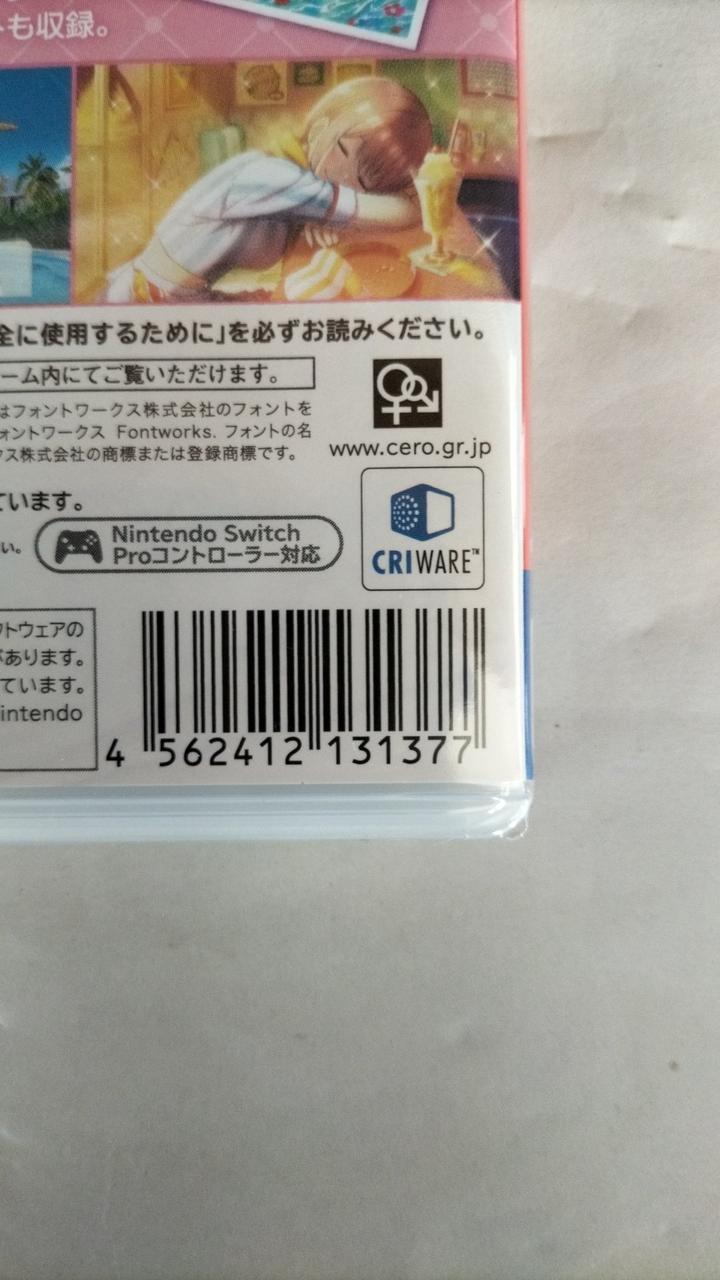 も収録。
全に使用するために」を必ずお読みください。
ーム内にてご覧いただけます。
はフォントワークス株式会社のフォントを
ォントワークス Fontworks. フォントの名
クス株式会社の商標または登録商標です。
www.cero.gr.jp
ています。
い。
Nintendo Switch
Proコントローラー対応
CRIWARE™
フトウェアの
があります。
ています。
intendo
4 562412 131377